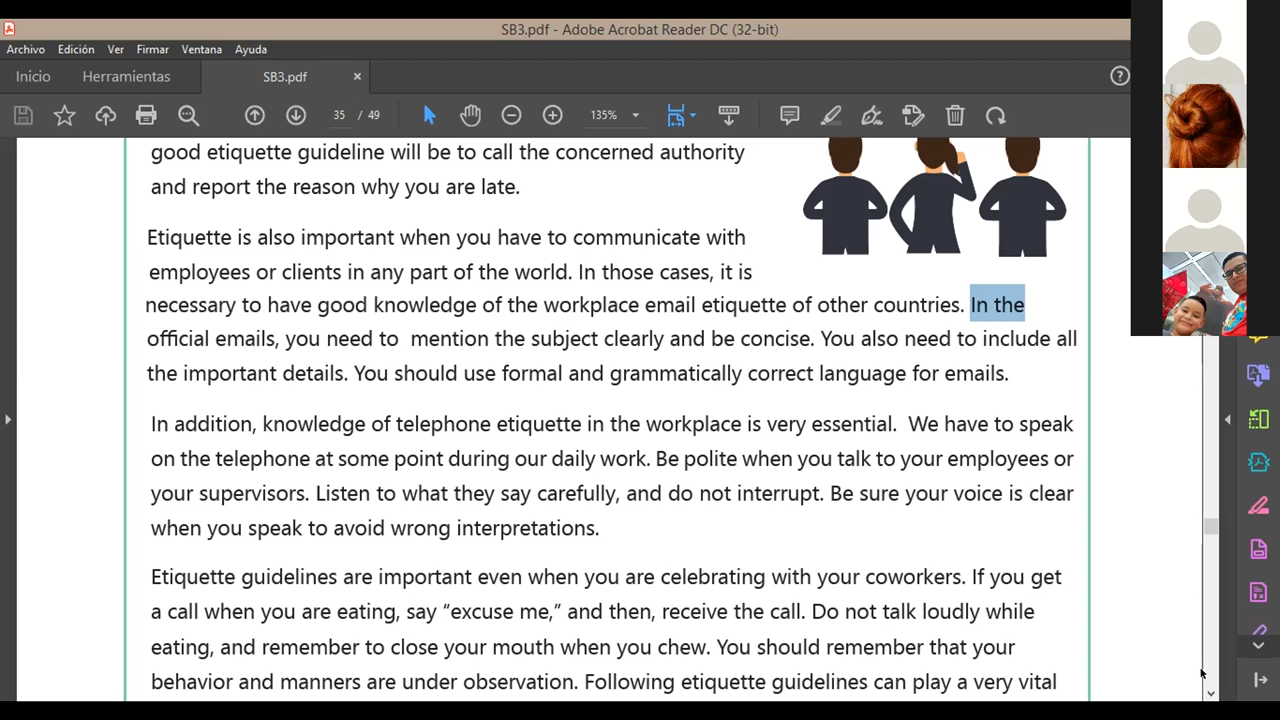 SB3.pdf - Adobe Acrobat Reader DC (32-bit)
Archivo Edición Ver Firmar Ventana Ayuda
Inicio Herramientas SB3.pdf ×
35 / 49 135%
good etiquette guideline will be to call the concerned authority
and report the reason why you are late.
Etiquette is also important when you have to communicate with
employees or clients in any part of the world. In those cases, it is
necessary to have good knowledge of the workplace email etiquette of other countries. In the
official emails, you need to mention the subject clearly and be concise. You also need to include all
the important details. You should use formal and grammatically correct language for emails.
In addition, knowledge of telephone etiquette in the workplace is very essential. We have to speak
on the telephone at some point during our daily work. Be polite when you talk to your employees or
your supervisors. Listen to what they say carefully, and do not interrupt. Be sure your voice is clear
when you speak to avoid wrong interpretations.
Etiquette guidelines are important even when you are celebrating with your coworkers. If you get
a call when you are eating, say “excuse me,” and then, receive the call. Do not talk loudly while
eating, and remember to close your mouth when you chew. You should remember that your
behavior and manners are under observation. Following etiquette guidelines can play a very vital